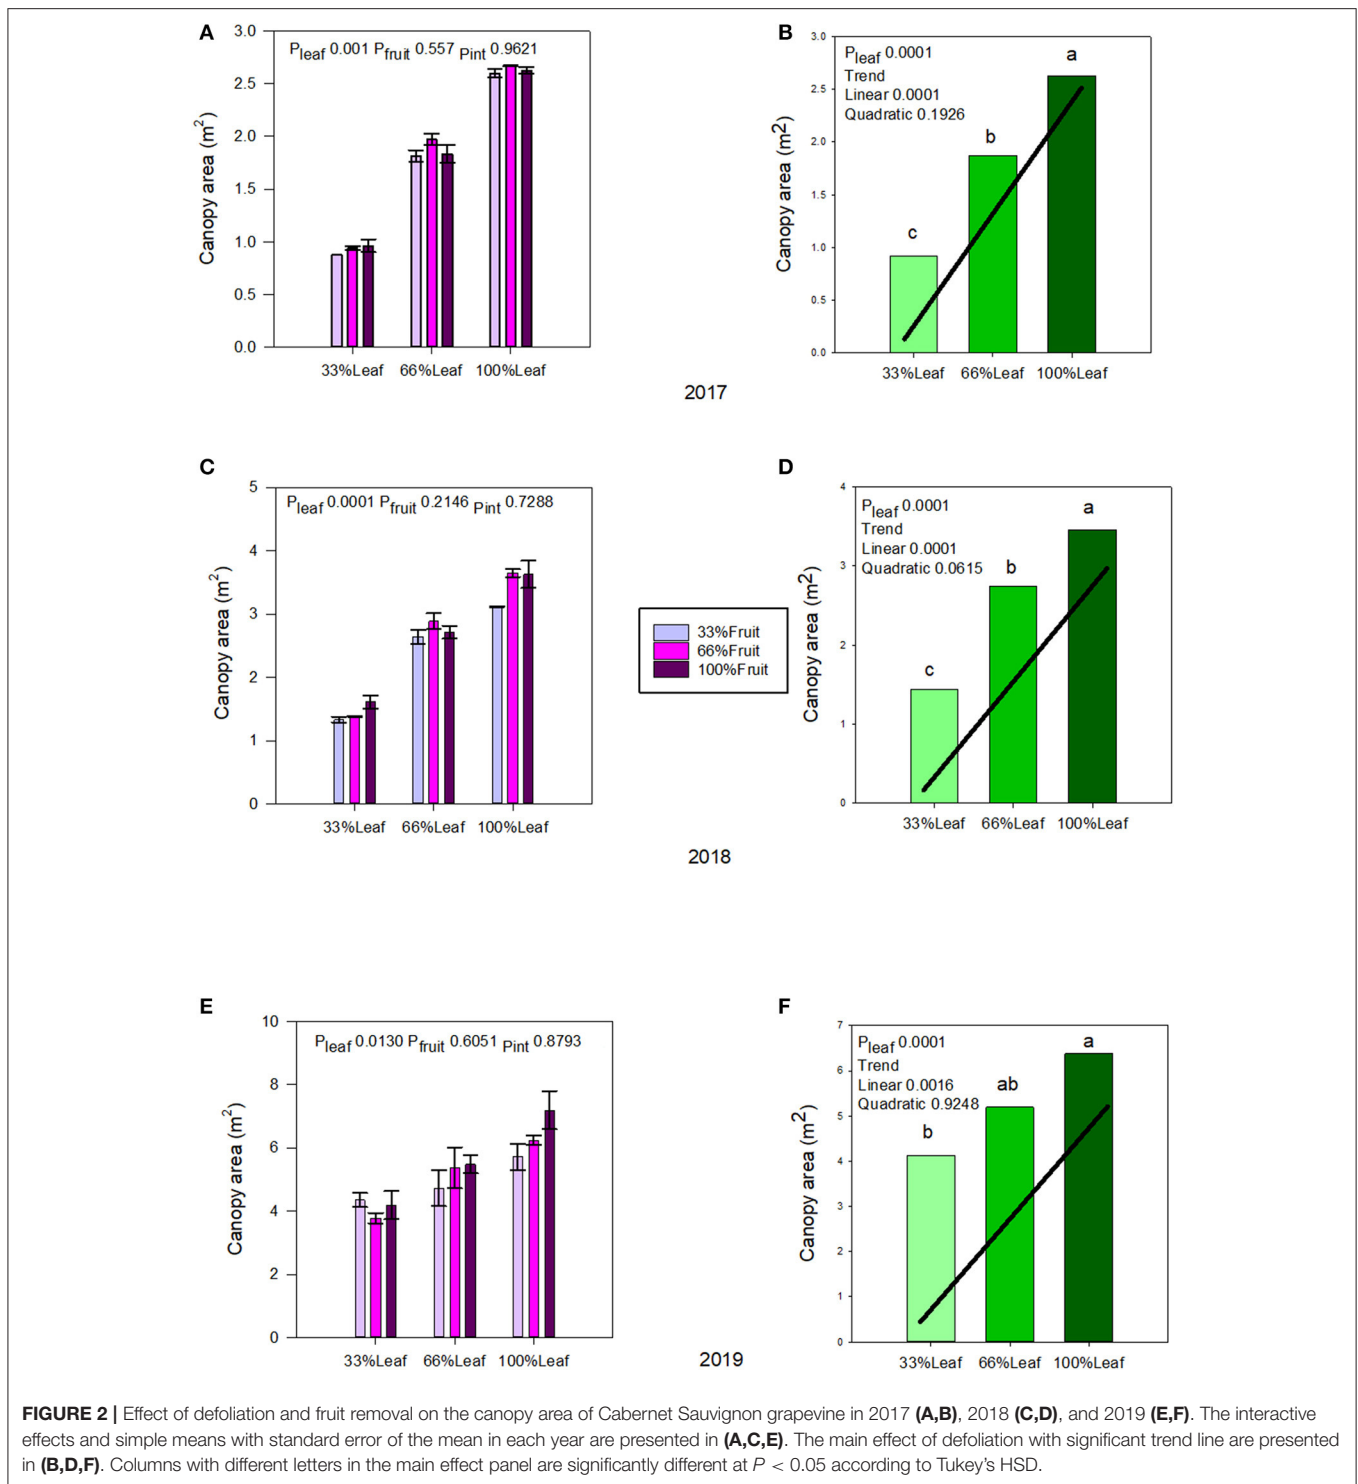 A
P_leaf 0.001 P_fruit 0.557 P_int 0.9621
Canopy area (m²)
3.0
2.5
2.0
1.5
1.0
0.5
0.0
33%Leaf 66%Leaf 100%Leaf
B
P_leaf 0.0001
Trend
Linear 0.0001
Quadratic 0.1926
a
b
c
Canopy area (m²)
3.0
2.5
2.0
1.5
1.0
0.5
0.0
33%Leaf 66%Leaf 100%Leaf
2017
C
P_leaf 0.0001 P_fruit 0.2146 P_int 0.7288
Canopy area (m²)
5
4
3
2
1
0
33%Leaf 66%Leaf 100%Leaf
33%Fruit
66%Fruit
100%Fruit
D
P_leaf 0.0001
Trend
Linear 0.0001
Quadratic 0.0615
a
b
c
Canopy area (m²)
4
3
2
1
0
33%Leaf 66%Leaf 100%Leaf
2018
E
P_leaf 0.0130 P_fruit 0.6051 P_int 0.8793
Canopy area (m²)
10
8
6
4
2
0
33%Leaf 66%Leaf 100%Leaf
F
P_leaf 0.0001
Trend
Linear 0.0016
Quadratic 0.9248
a
ab
b
Canopy area (m²)
7
6
5
4
3
2
1
0
33%Leaf 66%Leaf 100%Leaf
2019
FIGURE 2 | Effect of defoliation and fruit removal on the canopy area of Cabernet Sauvignon grapevine in 2017 (A,B), 2018 (C,D), and 2019 (E,F). The interactive
effects and simple means with standard error of the mean in each year are presented in (A,C,E). The main effect of defoliation with significant trend line are presented
in (B,D,F). Columns with different letters in the main effect panel are significantly different at P < 0.05 according to Tukey's HSD.